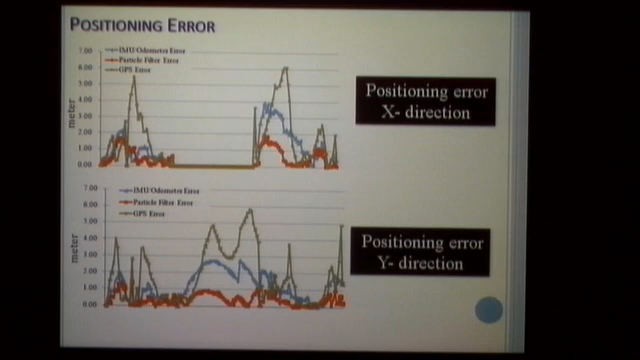 POSITIONING ERROR
7.00
6.00
5.00
4.00
3.00
2.00
1.00
0.00
meter
IMU/Odometer Error
Particle Filter Error
GPS Error
Positioning error
X- direction
7.00
6.00
5.00
4.00
3.00
2.00
1.00
0.00
meter
IMU/Odometer Error
Particle Filter Error
GPS Error
Positioning error
Y- direction